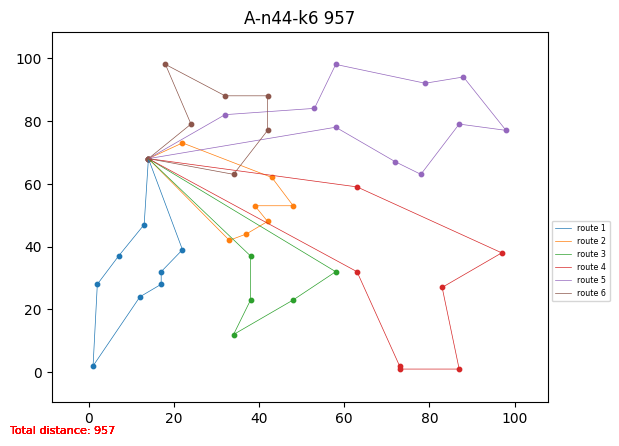 A-n44-k6 957
100
80
60
40
20
0
0 20 40 60 80 100
route 1
route 2
route 3
route 4
route 5
route 6
Total distance: 957